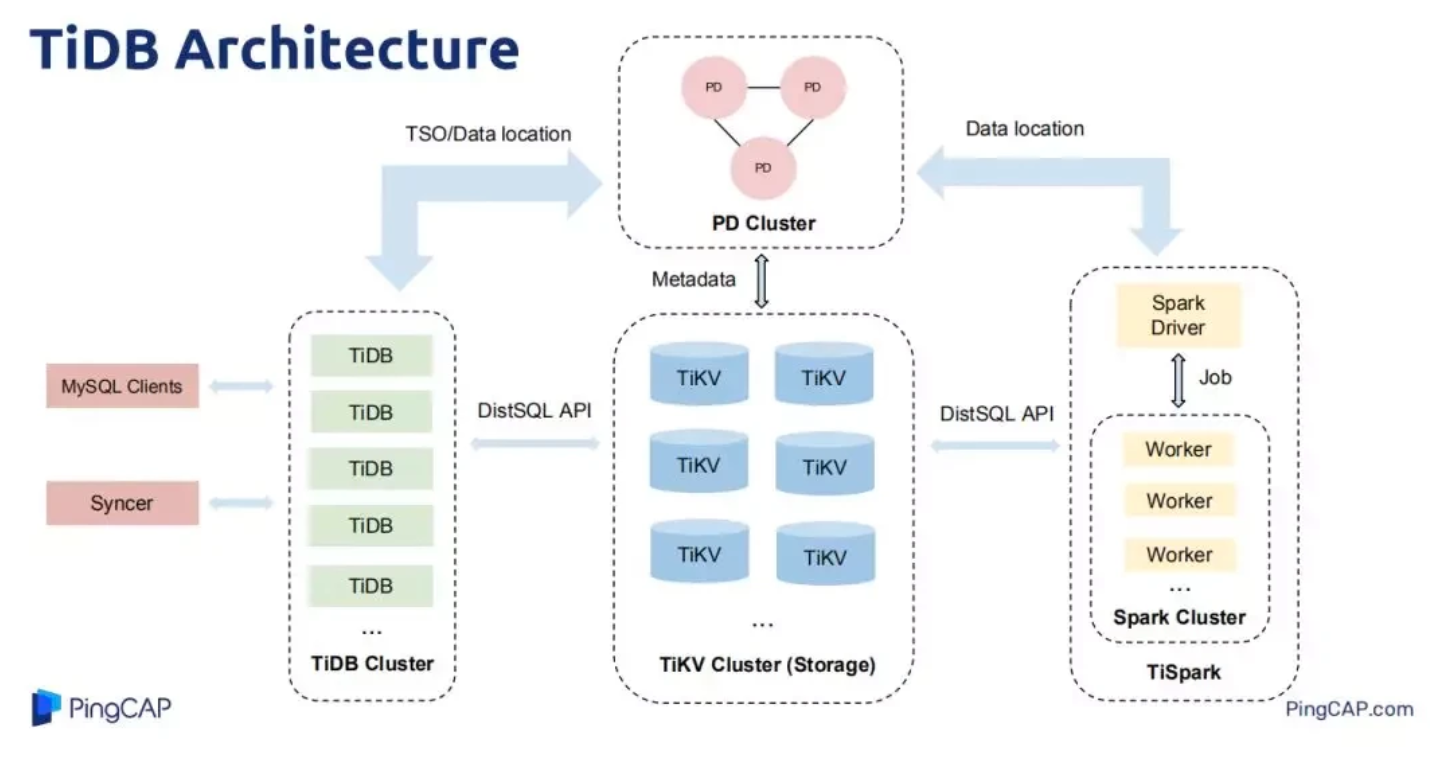 TiDB Architecture
PD
PD
PD
PD Cluster
TSO/Data location
Data location
Metadata
MySQL Clients
Syncer
TiDB
TiDB
TiDB
TiDB
TiDB
...
TiDB Cluster
DistSQL API
TiKV
TiKV
TiKV
TiKV
TiKV
TiKV
...
TiKV Cluster (Storage)
DistSQL API
Spark
Driver
Job
Worker
Worker
Worker
...
Spark Cluster
TiSpark
PingCAP
PingCAP.com